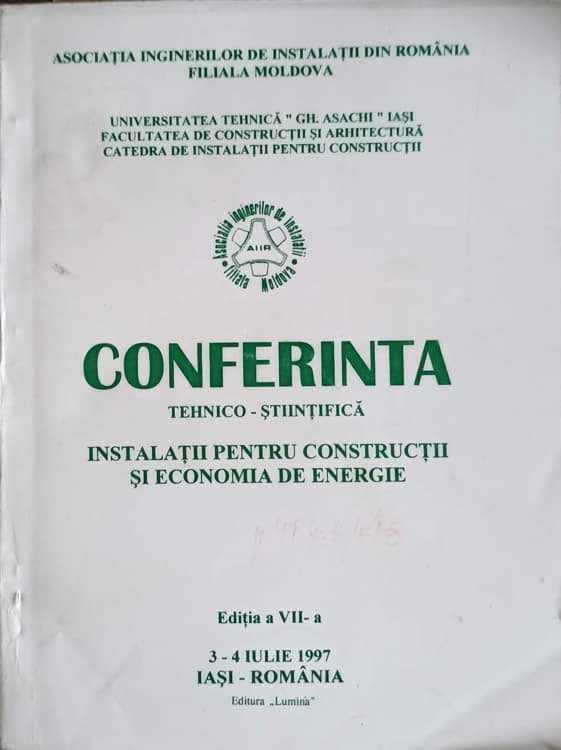 ASOCIAȚIA INGINERILOR DE INSTALAȚII DIN ROMÂNIA
FILIALA MOLDOVA
UNIVERSITATEA TEHNICĂ " GH. ASACHI " IAȘI
FACULTATEA DE CONSTRUCȚII ȘI ARHITECTURĂ
CATEDRA DE INSTALAȚII PENTRU CONSTRUCȚII
Asociatia inginerilor de instalatii
AIIR
filiala Moldova
CONFERINTA
TEHNICO - ȘTIINȚIFICĂ
INSTALAȚII PENTRU CONSTRUCȚII
ȘI ECONOMIA DE ENERGIE
Ediția a VII- a
3 - 4 IULIE 1997
IAȘI - ROMÂNIA
Editura „Lumina"